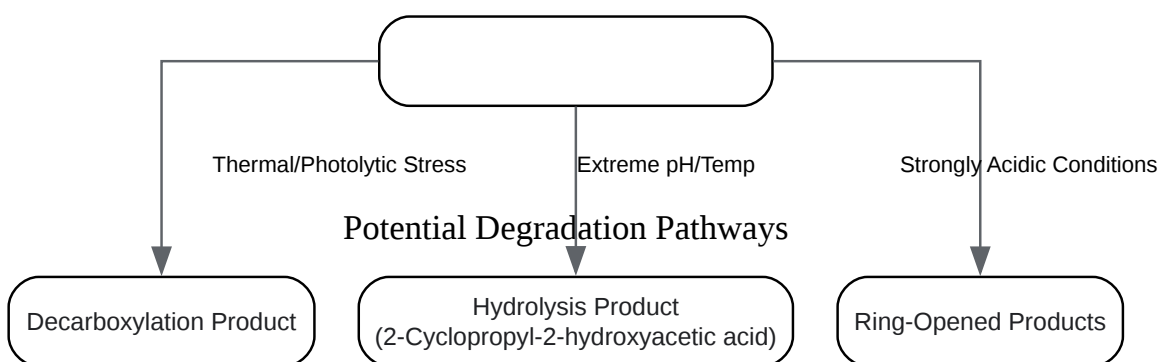 Thermal/Photolytic Stress
Extreme pH/Temp
Strongly Acidic Conditions
Potential Degradation Pathways
Decarboxylation Product
Hydrolysis Product
(2-Cyclopropyl-2-hydroxyacetic acid)
Ring-Opened Products